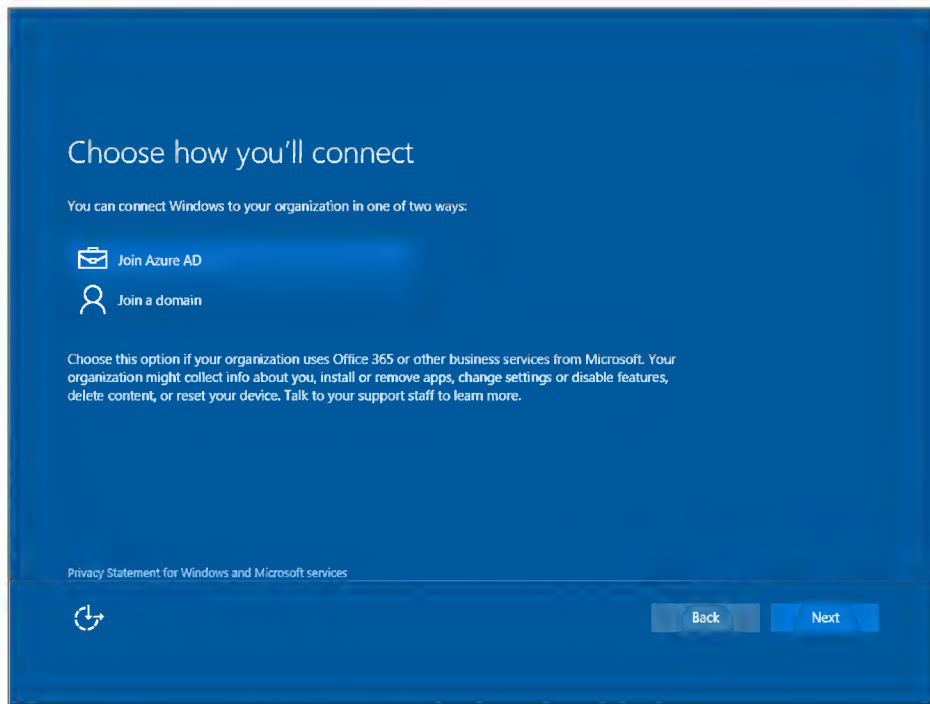 Choose how you'll connect
You can connect Windows to your organization in one of two ways:
Join Azure AD
Join a domain
Choose this option if your organization uses Office 365 or other business services from Microsoft. Your
organization might collect info about you, install or remove apps, change settings or disable features,
delete content, or reset your device. Talk to your support staff to learn more.
Privacy Statement for Windows and Microsoft services
Back
Next